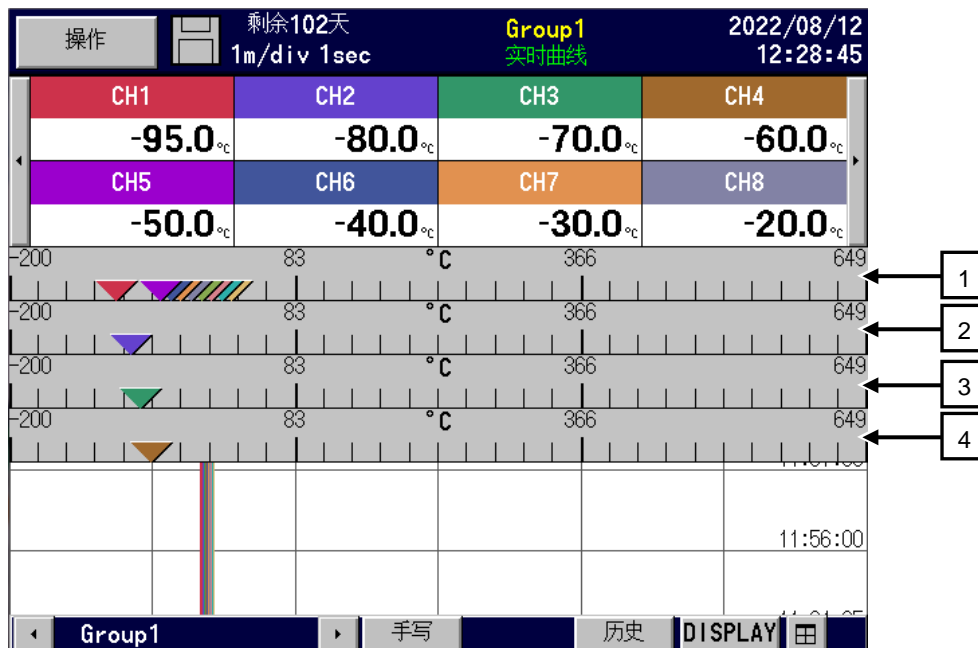 操作
剩余102天
1m/div 1sec
Group1
实时曲线
2022/08/12
12:28:45
CH1 CH2 CH3 CH4
-95.0℃ -80.0℃ -70.0℃ -60.0℃
CH5 CH6 CH7 CH8
-50.0℃ -40.0℃ -30.0℃ -20.0℃
-200 83 °C 366 649
1
-200 83 °C 366 649
2
-200 83 °C 366 649
3
-200 83 °C 366 649
4
11:56:00
Group1 手写 历史 DISPLAY